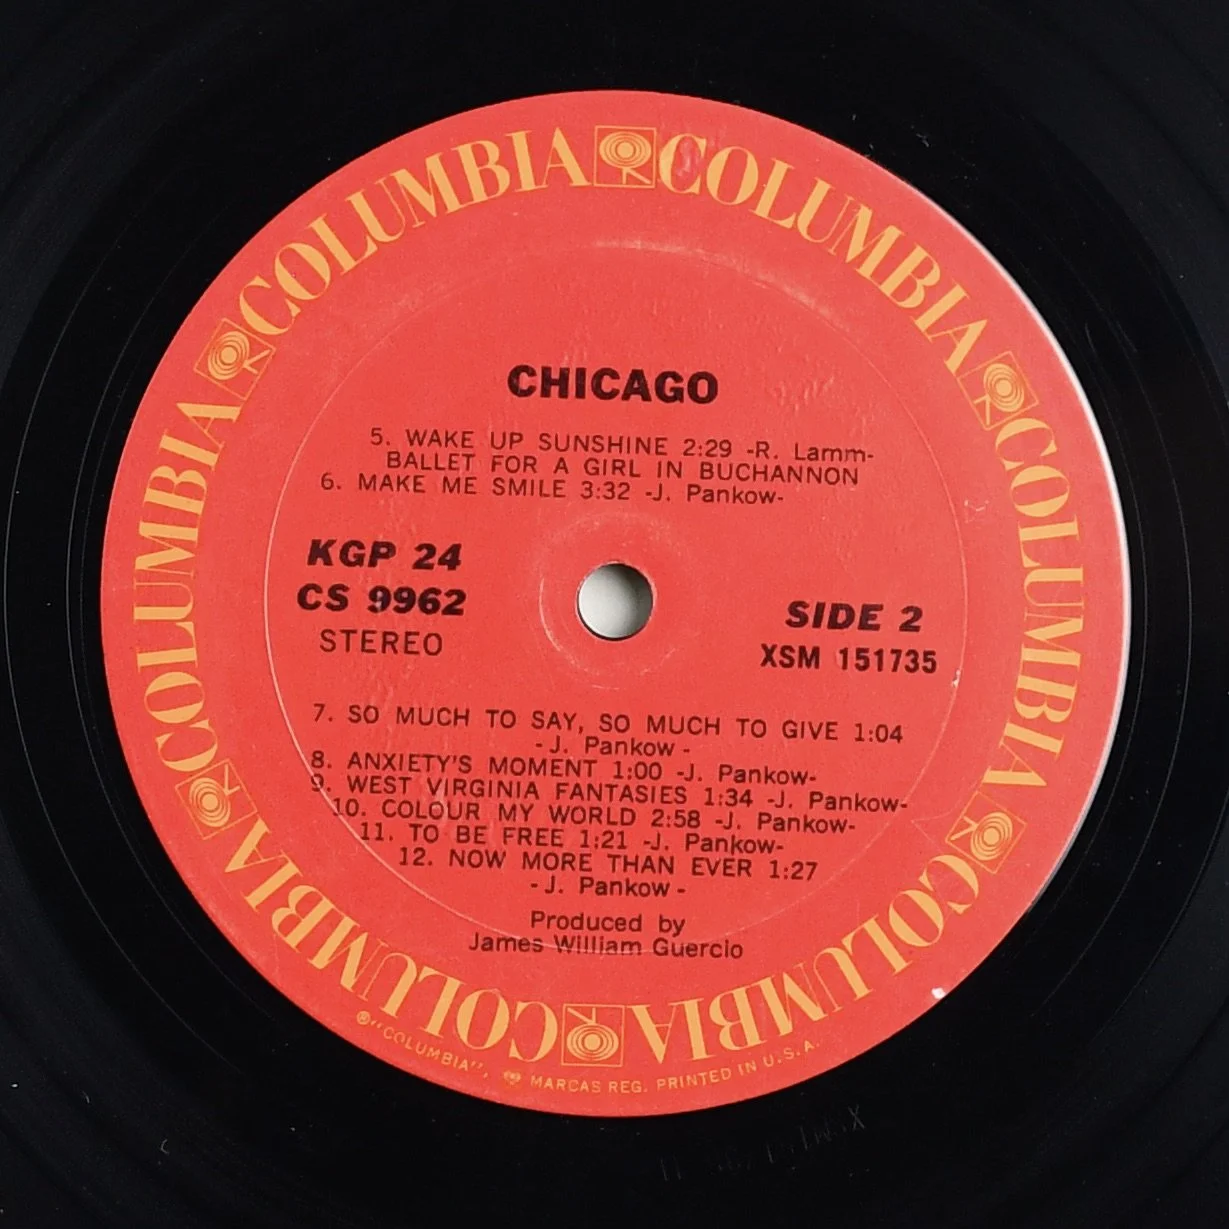 COLUMBIA COLUMBIA COLUMBIA COLUMBIA COLUMBIA COLUMBIA
CHICAGO
5. WAKE UP SUNSHINE 2:29 -R. Lamm-
BALLET FOR A GIRL IN BUCHANNON
6. MAKE ME SMILE 3:32 -J. Pankow-
KGP 24
CS 9962
STEREO
SIDE 2
XSM 151735
7. SO MUCH TO SAY, SO MUCH TO GIVE 1:04
- J. Pankow -
8. ANXIETY'S MOMENT 1:00 -J. Pankow-
9. WEST VIRGINIA FANTASIES 1:34 -J. Pankow-
10. COLOUR MY WORLD 2:58 -J. Pankow-
11. TO BE FREE 1:21 -J. Pankow-
12. NOW MORE THAN EVER 1:27
- J. Pankow -
Produced by
James William Guercio
® "COLUMBIA", MARCAS REG. PRINTED IN U.S.A.